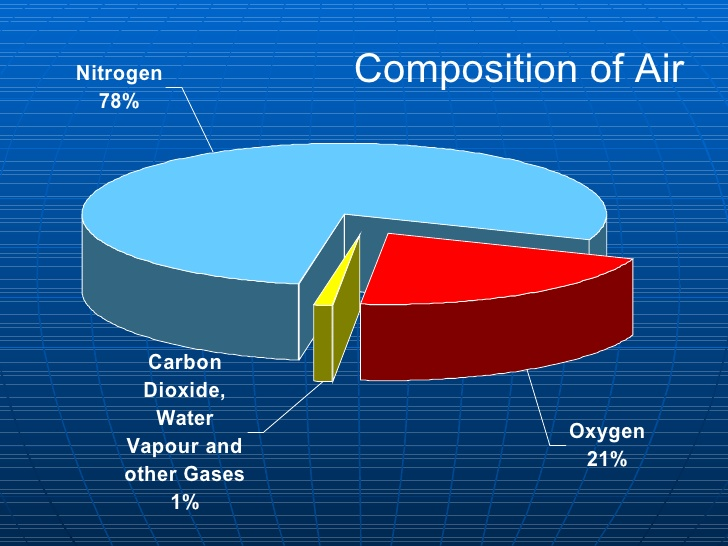 Composition of Air
Nitrogen
78%
Carbon
Dioxide,
Water
Vapour and
other Gases
1%
Oxygen
21%